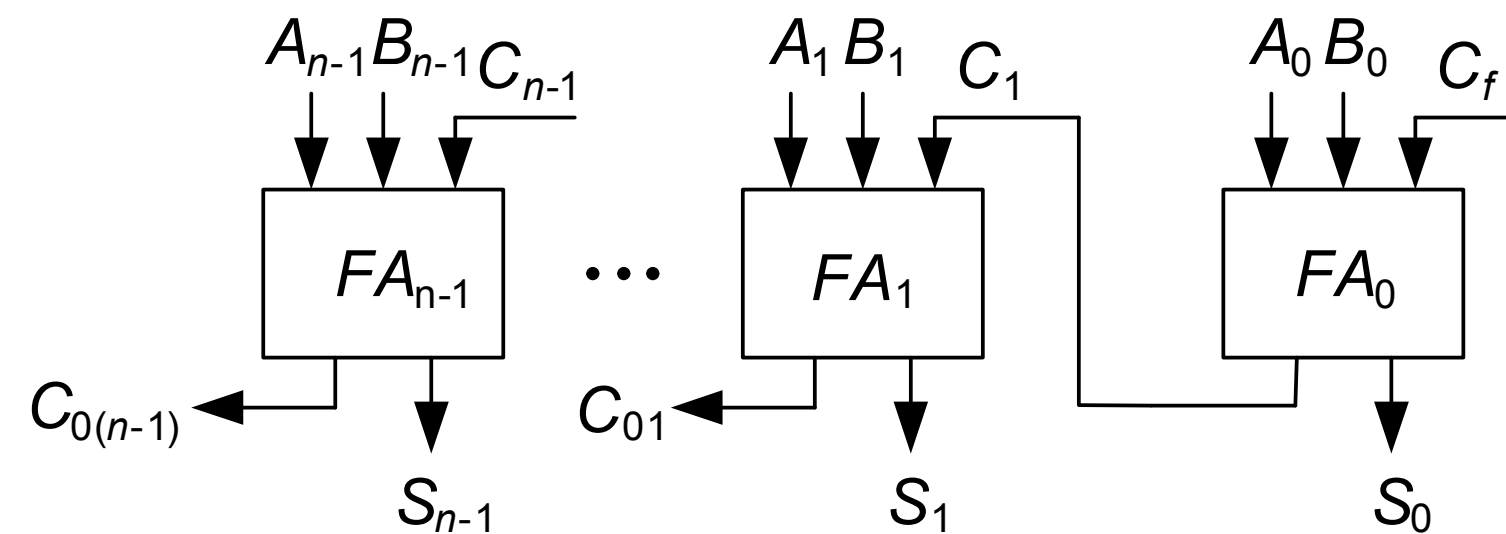 Aₙ₋₁ Bₙ₋₁ Cₙ₋₁ A₁ B₁ C₁ A₀ B₀ C_f
FAₙ₋₁ ••• FA₁ FA₀
C₀₍ₙ₋₁₎ C₀₁
Sₙ₋₁ S₁ S₀